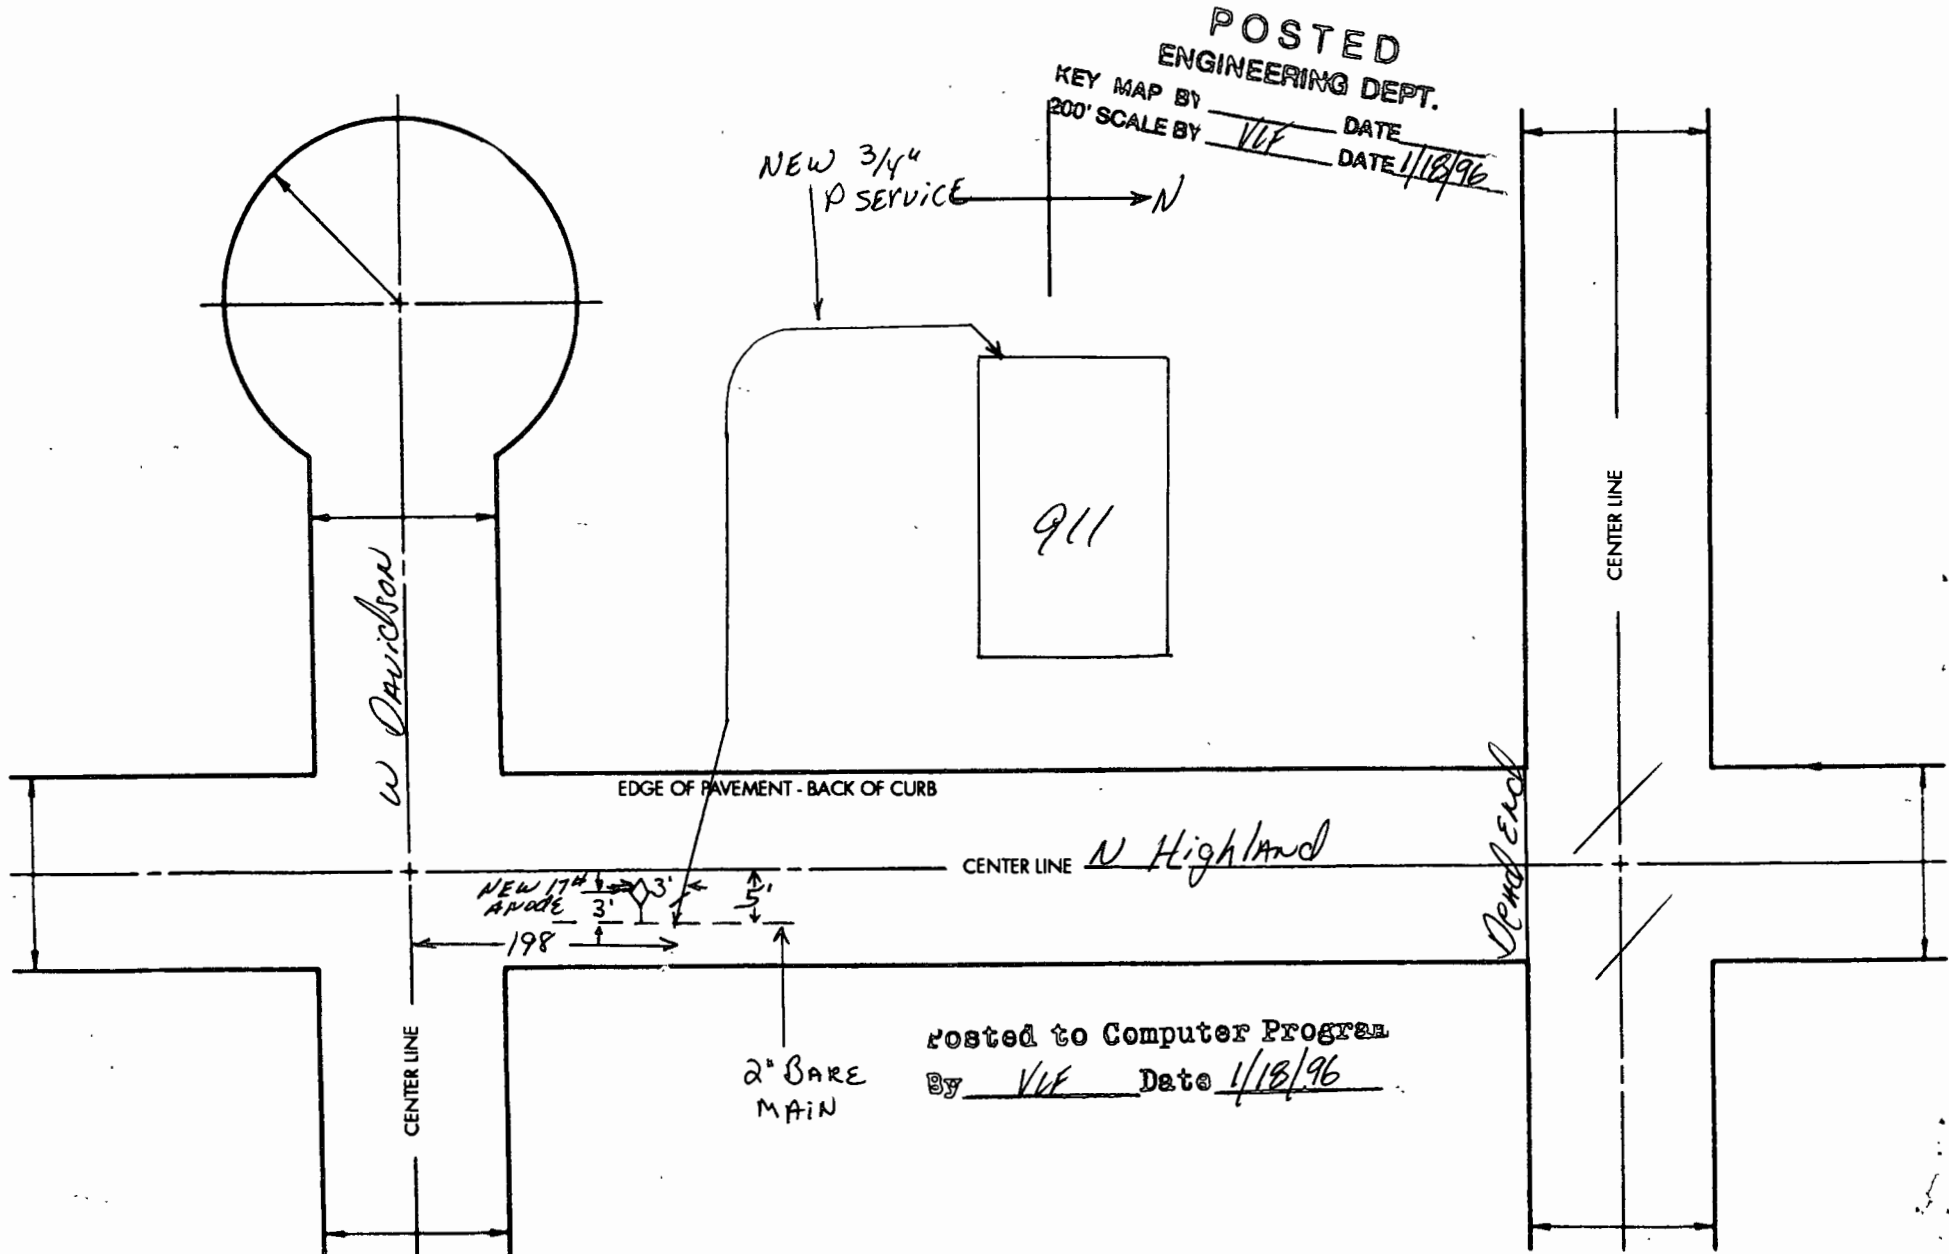 POSTED
ENGINEERING DEPT.
KEY MAP BY DATE
200' SCALE BY VLF DATE 1/18/96
NEW 3/4"
P SERVICE
N
911
CENTER LINE
W DAVIDSON
EDGE OF PAVEMENT - BACK OF CURB
CENTER LINE N HighLAND
DEAD END
NEW 17#
ANODE
3'
3'
5'
198
CENTER LINE
2" BARE
MAIN
Posted to Computer Program
By VLF Date 1/18/96